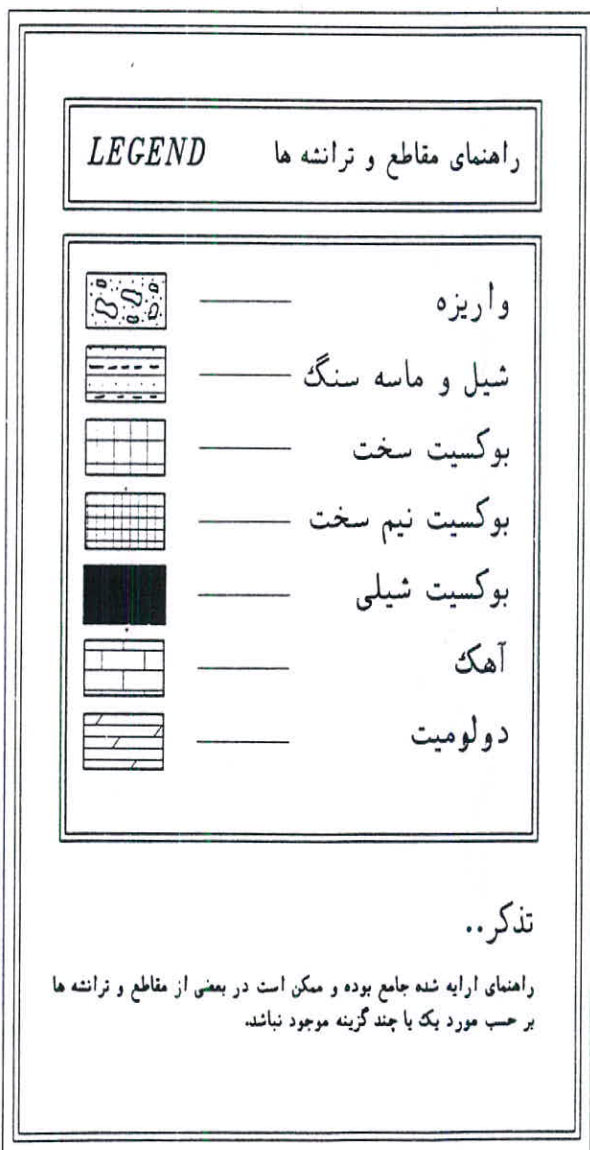 راهنمای مقاطع و ترانشه ها LEGEND
واریزه
شیل و ماسه سنگ
بوکسیت سخت
بوکسیت نیم سخت
بوکسیت شیلی
آهک
دولومیت
تذکر..
راهنمای ارایه شده جامع بوده و ممکن است در بعضی از مقاطع و ترانشه ها
بر حسب مورد یک یا چند گزینه موجود نباشد.